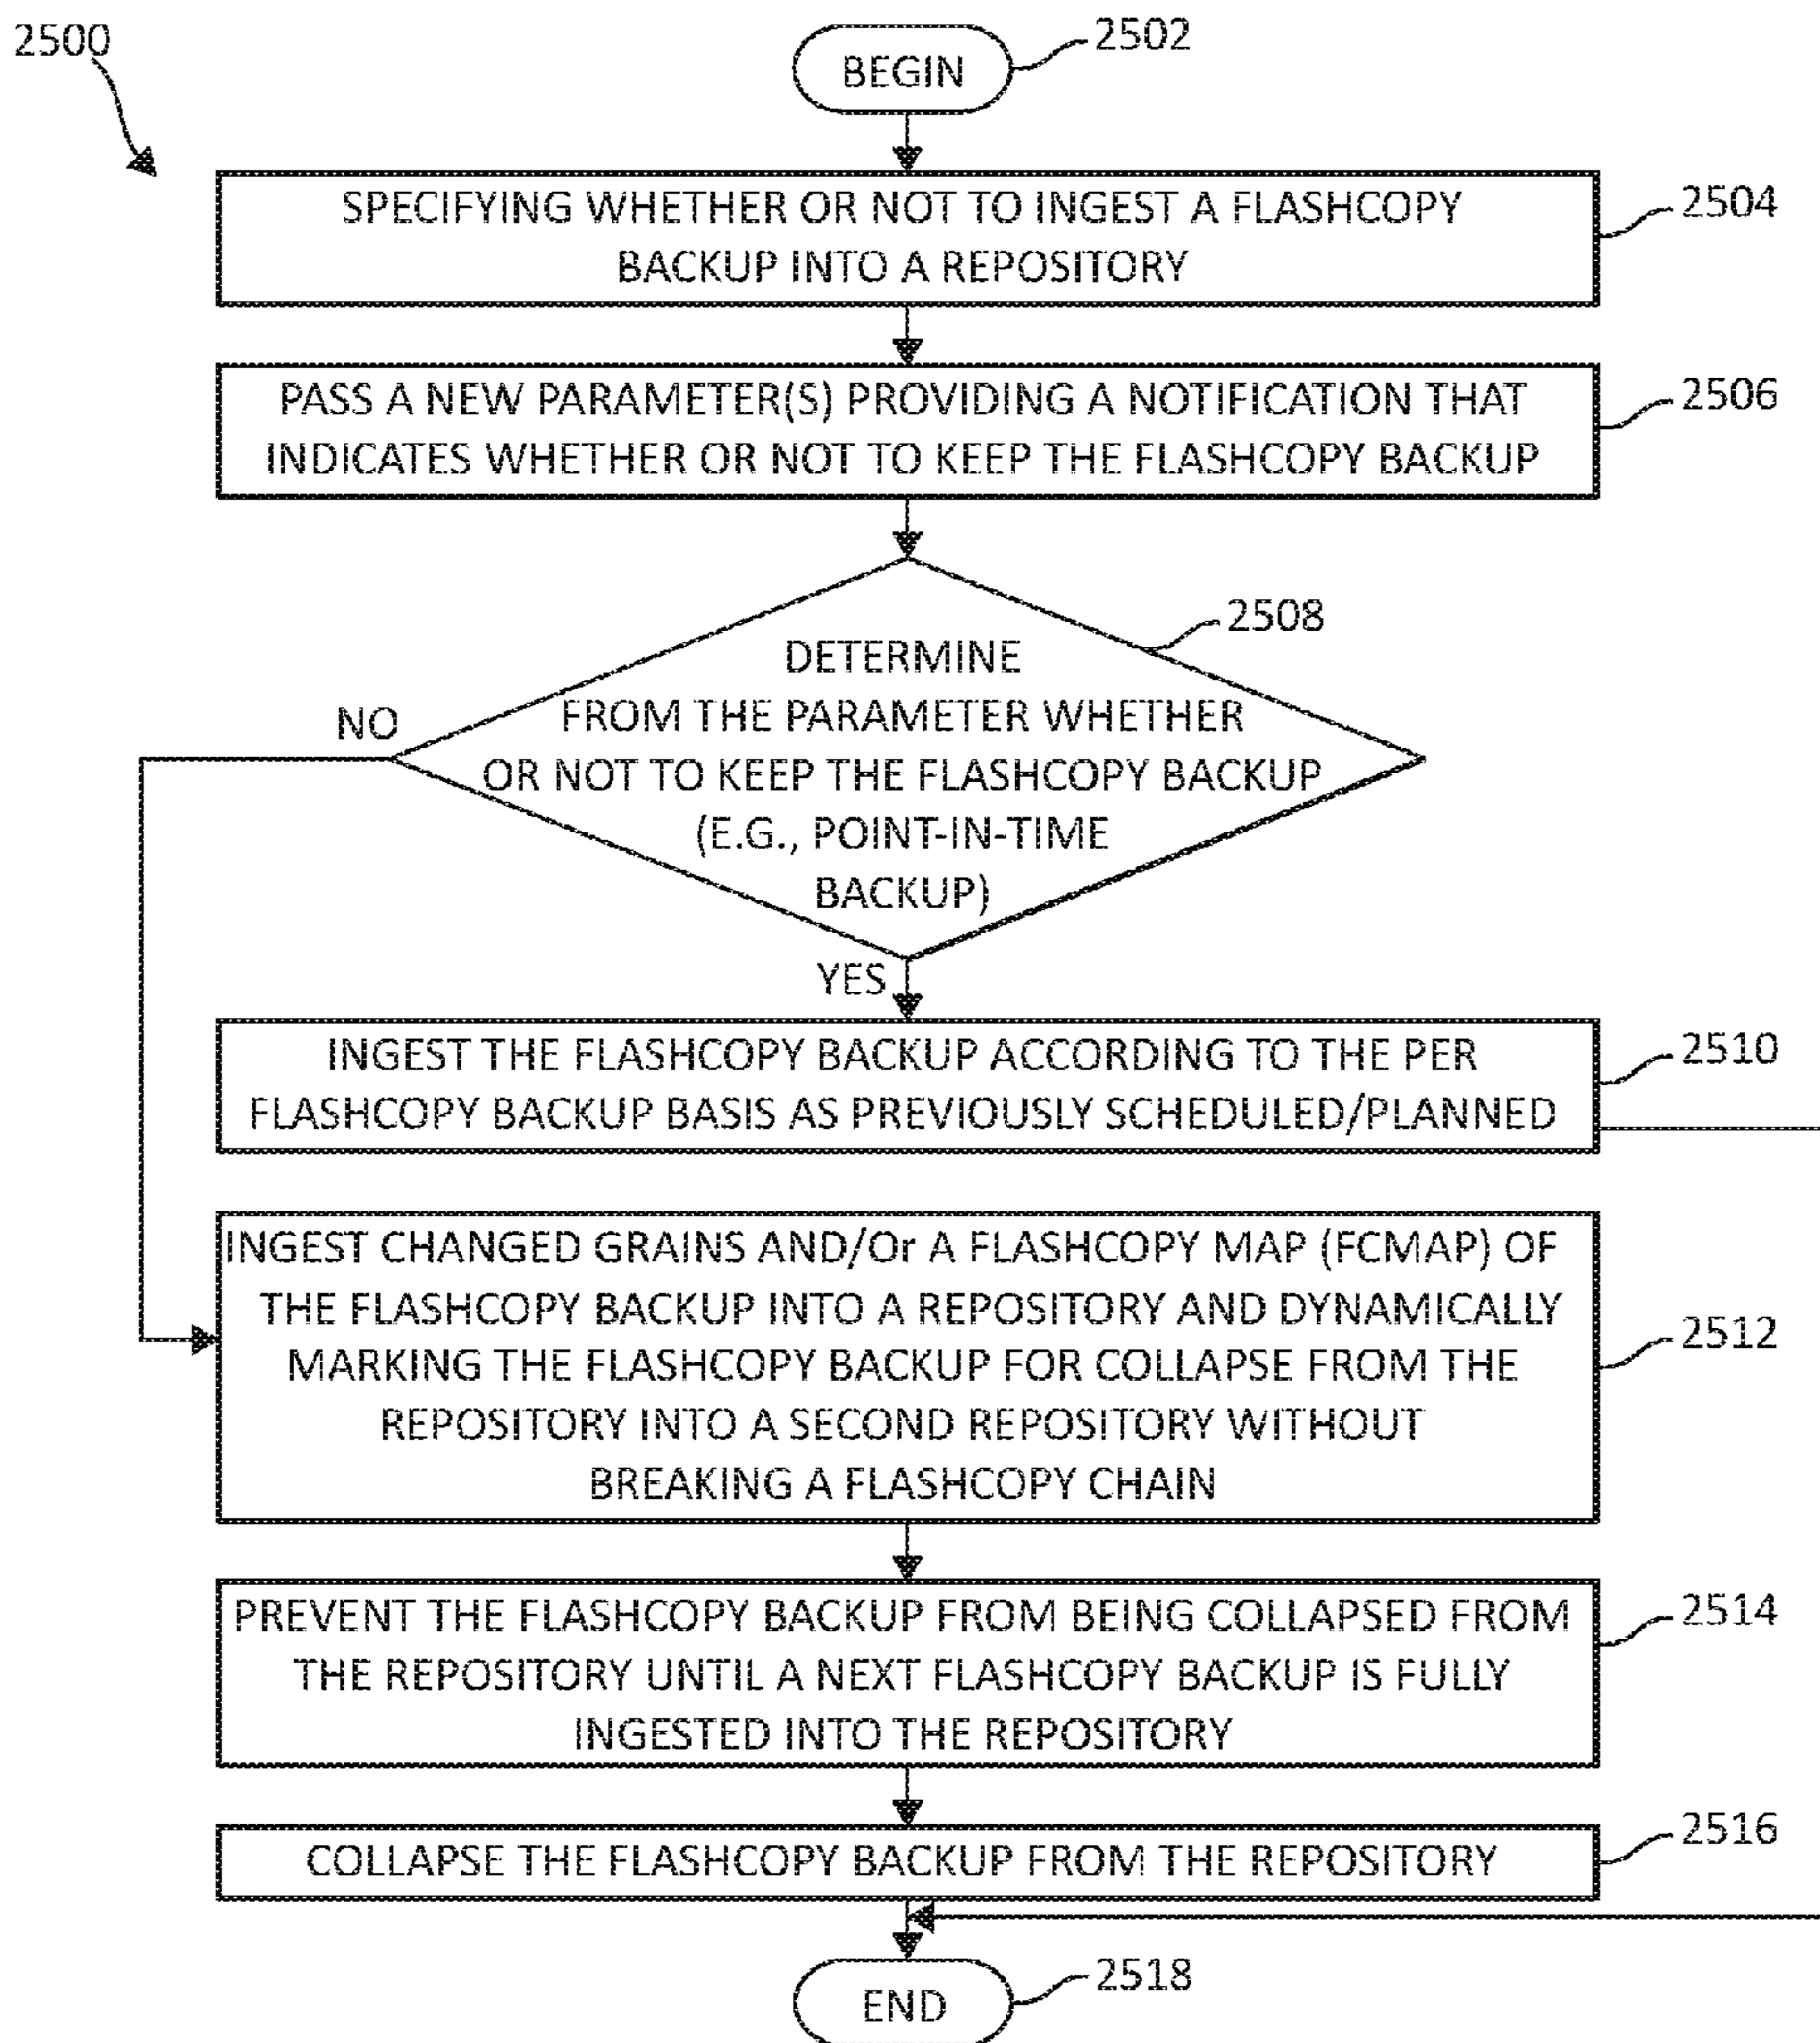 2500
BEGIN
2502
SPECIFYING WHETHER OR NOT TO INGEST A FLASHCOPY
BACKUP INTO A REPOSITORY
2504
PASS A NEW PARAMETER(S) PROVIDING A NOTIFICATION THAT
INDICATES WHETHER OR NOT TO KEEP THE FLASHCOPY BACKUP
2506
2508
DETERMINE
FROM THE PARAMETER WHETHER
OR NOT TO KEEP THE FLASHCOPY BACKUP
(E.G., POINT-IN-TIME
BACKUP)
NO
YES
INGEST THE FLASHCOPY BACKUP ACCORDING TO THE PER
FLASHCOPY BACKUP BASIS AS PREVIOUSLY SCHEDULED/PLANNED
2510
INGEST CHANGED GRAINS AND/Or A FLASHCOPY MAP (FCMAP) OF
THE FLASHCOPY BACKUP INTO A REPOSITORY AND DYNAMICALLY
MARKING THE FLASHCOPY BACKUP FOR COLLAPSE FROM THE
REPOSITORY INTO A SECOND REPOSITORY WITHOUT
BREAKING A FLASHCOPY CHAIN
2512
PREVENT THE FLASHCOPY BACKUP FROM BEING COLLAPSED FROM
THE REPOSITORY UNTIL A NEXT FLASHCOPY BACKUP IS FULLY
INGESTED INTO THE REPOSITORY
2514
COLLAPSE THE FLASHCOPY BACKUP FROM THE REPOSITORY
2516
END
2518